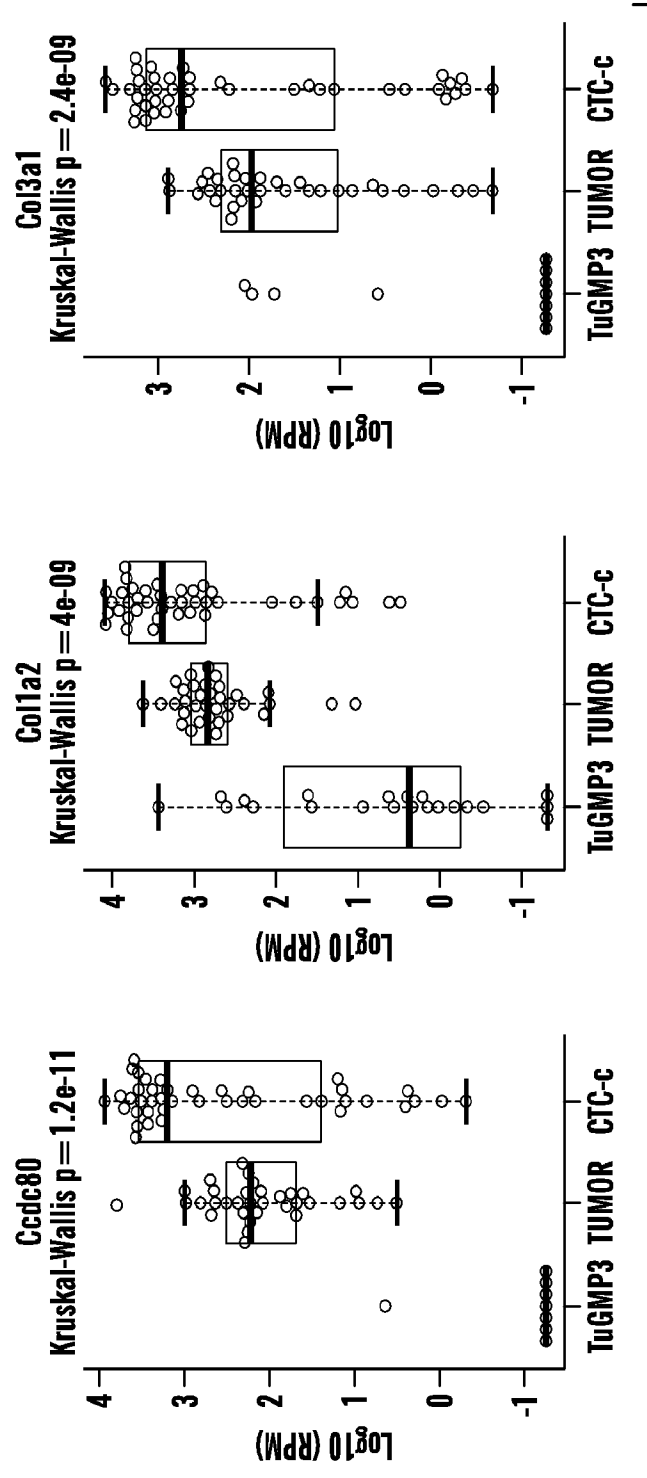 Ccdc80
Kruskal-Wallis p = 1.2e-11
Log10 (RPM)
4
3
2
1
0
-1
TuGMP3 TUMOR CTC-c
Col1a2
Kruskal-Wallis p = 4e-09
Log10 (RPM)
4
3
2
1
0
-1
TuGMP3 TUMOR CTC-c
Col3a1
Kruskal-Wallis p = 2.4e-09
Log10 (RPM)
3
2
1
0
-1
TuGMP3 TUMOR CTC-c